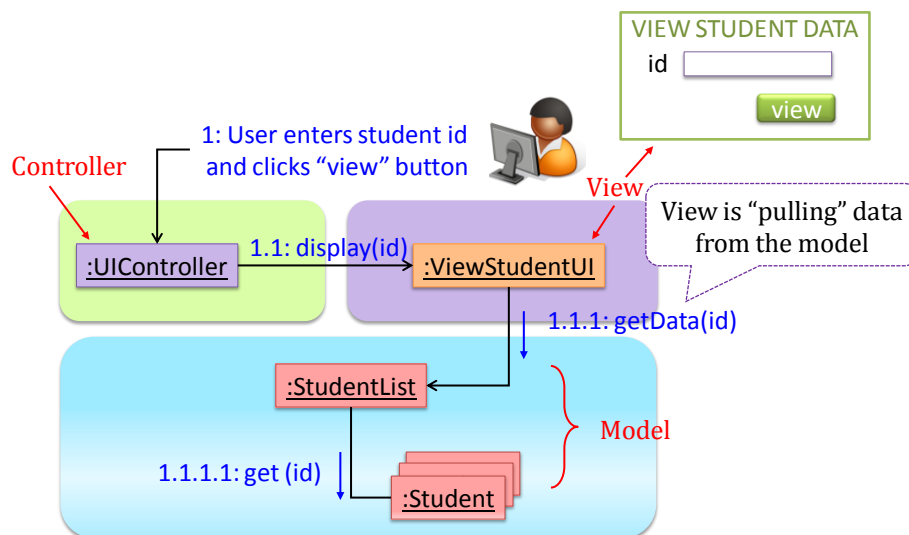 VIEW STUDENT DATA
id
view
1: User enters student id
and clicks “view” button
Controller
View
View is “pulling” data
from the model
:UIController
1.1: display(id)
:ViewStudentUI
1.1.1: getData(id)
:StudentList
Model
1.1.1.1: get (id)
:Student